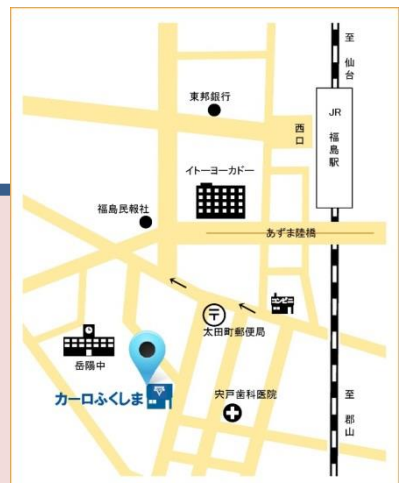 至
仙
台
東邦銀行
JR
福
島
駅
西
口
イトーヨーカドー
福島民報社
あずま陸橋
コンビニ
〒
太田町郵便局
岳陽中
カーロふくしま
宍戸歯科医院
至
郡
山